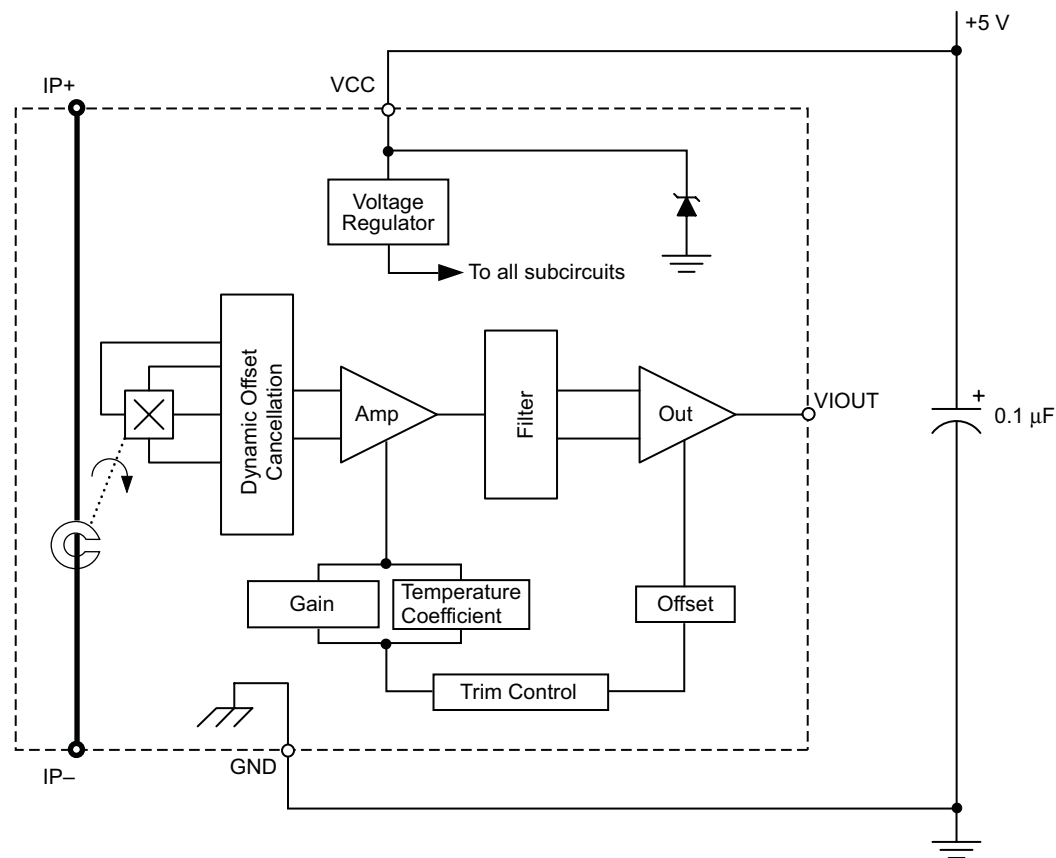 +5 V
IP+
VCC
Voltage
Regulator
To all subcircuits
Dynamic Offset
Cancellation
Amp
Filter
Out
VIOUT
+
0.1 μF
Gain
Temperature
Coefficient
Offset
Trim Control
GND
IP–